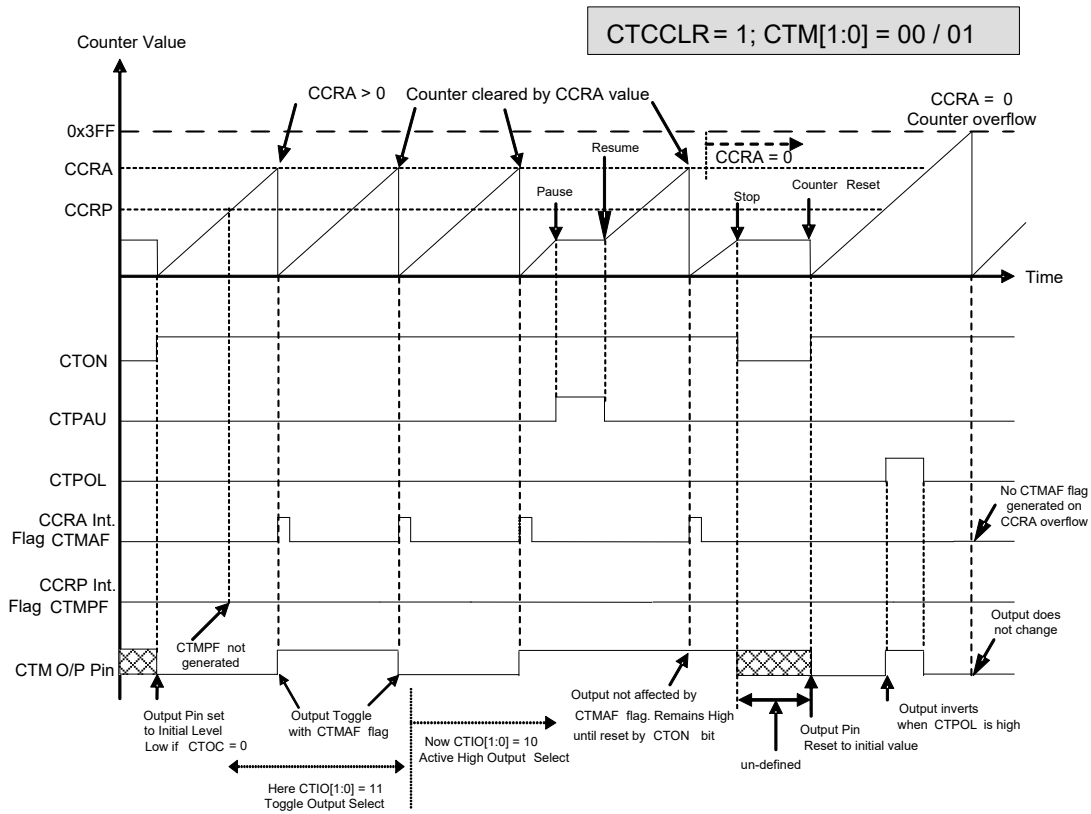 CTCCLR = 1; CTM[1:0] = 00 / 01
Counter Value
CCRA > 0
Counter cleared by CCRA value
CCRA = 0
Counter overflow
0x3FF
Resume
CCRA = 0
CCRA
Pause
Stop
Counter Reset
CCRP
Time
CTON
CTPAU
CTPOL
No CTMAF flag
generated on
CCRA overflow
CCRA Int.
Flag CTMAF
CCRP Int.
Flag CTMPF
CTMPF not
generated
Output does
not change
CTM O/P Pin
Output Pin set
to Initial Level
Low if CTOC = 0
Output Toggle
with CTMAF flag
Now CTIO[1:0] = 10
Active High Output Select
Output not affected by
CTMAF flag. Remains High
until reset by CTON bit
un-defined
Output Pin
Reset to initial value
Output inverts
when CTPOL is high
Here CTIO[1:0] = 11
Toggle Output Select